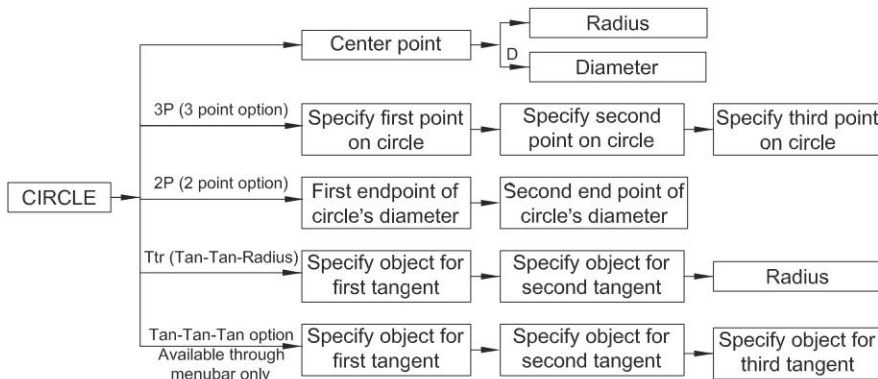 Radius
Center point
D
Diameter
3P (3 point option)
Specify first point
on circle
Specify second
point on circle
Specify third point
on circle
CIRCLE
2P (2 point option)
First endpoint of
circle's diameter
Second end point of
circle's diameter
Ttr (Tan-Tan-Radius)
Specify object for
first tangent
Specify object for
second tangent
Radius
Tan-Tan-Tan option
Available through
menubar only
Specify object for
first tangent
Specify object for
second tangent
Specify object for
third tangent